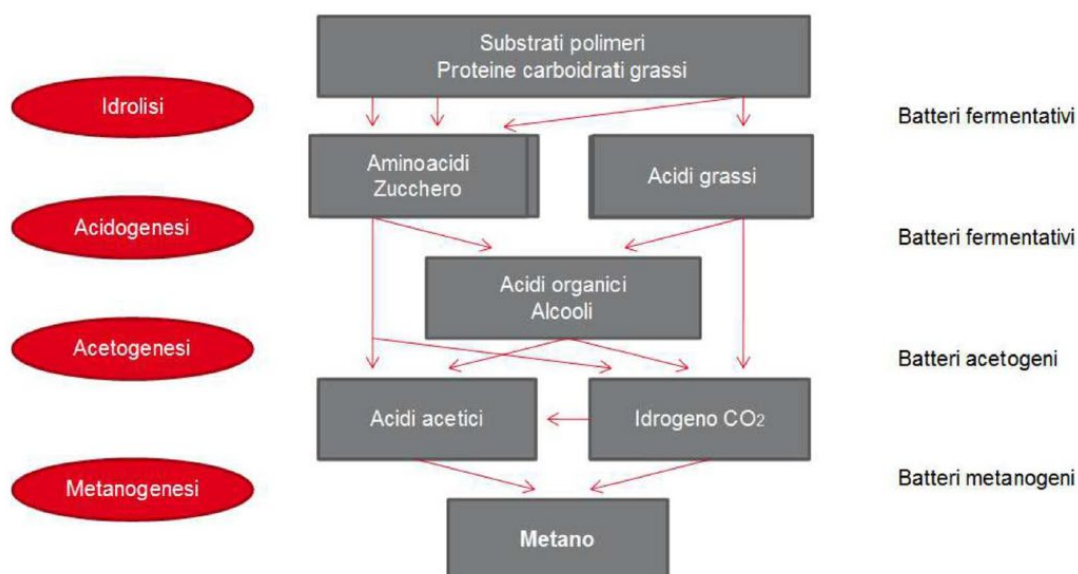 Substrati polimeri
Proteine carboidrati grassi
Idrolisi
Batteri fermentativi
Aminoacidi
Zucchero
Acidi grassi
Acidogenesi
Batteri fermentativi
Acidi organici
Alcooli
Acetogenesi
Batteri acetogeni
Acidi acetici
Idrogeno CO2
Metanogenesi
Batteri metanogeni
Metano